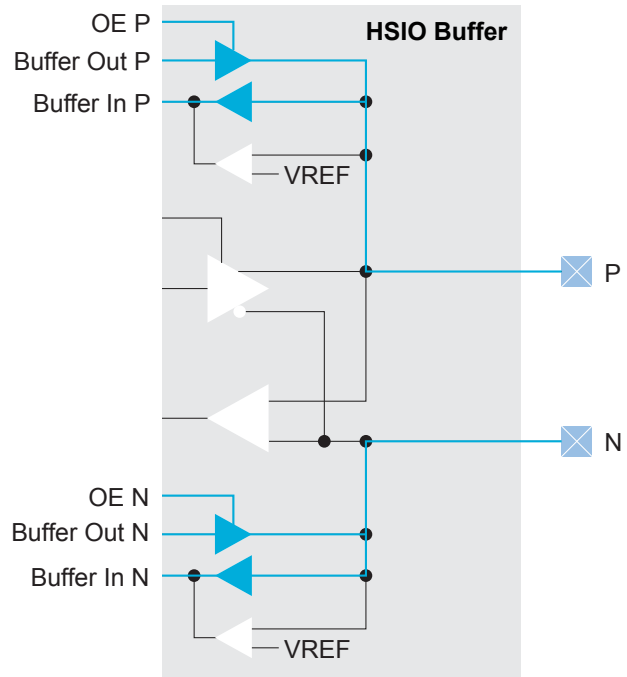 OE P
HSIO Buffer
Buffer Out P
Buffer In P
VREF
P
N
OE N
Buffer Out N
Buffer In N
VREF